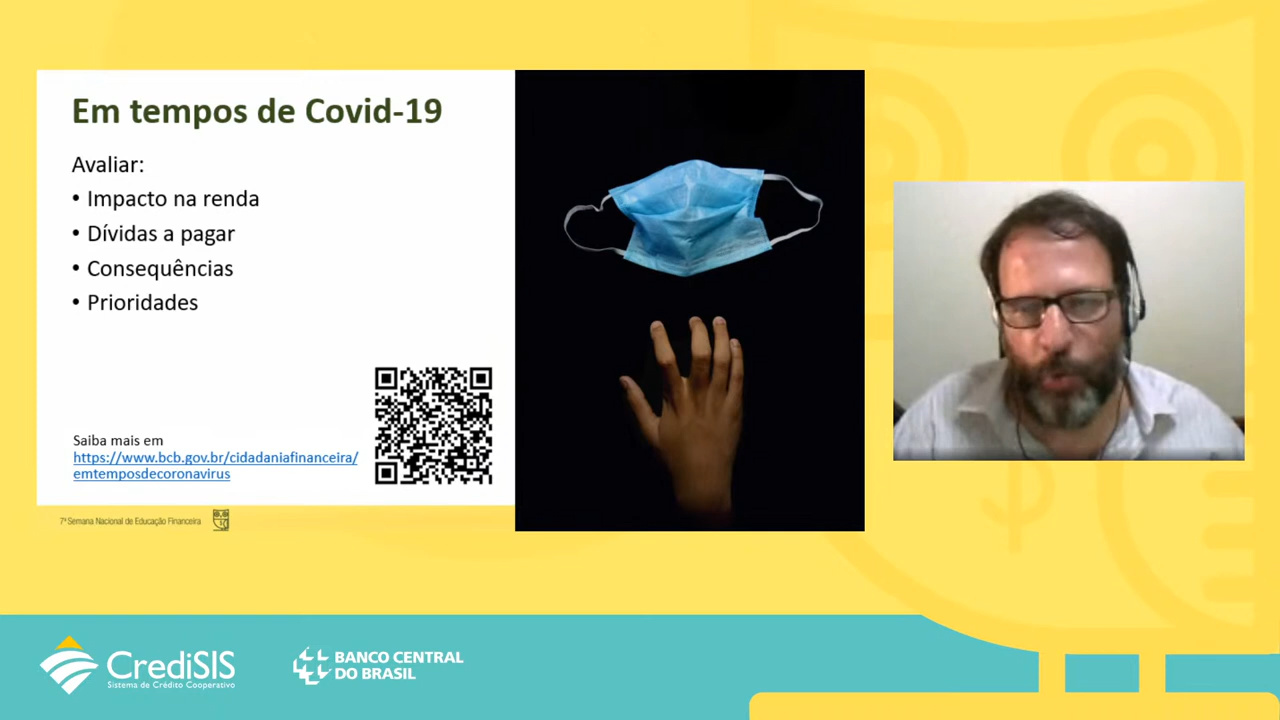 Em tempos de Covid-19
Avaliar:
• Impacto na renda
• Dívidas a pagar
• Consequências
• Prioridades
Saiba mais em
https://www.bcb.gov.br/cidadaniafinanceira/
emtemposdecoronavirus
7ª Semana Nacional de Educação Financeira
CrediSIS
Sistema de Crédito Cooperativo
BANCO CENTRAL
DO BRASIL